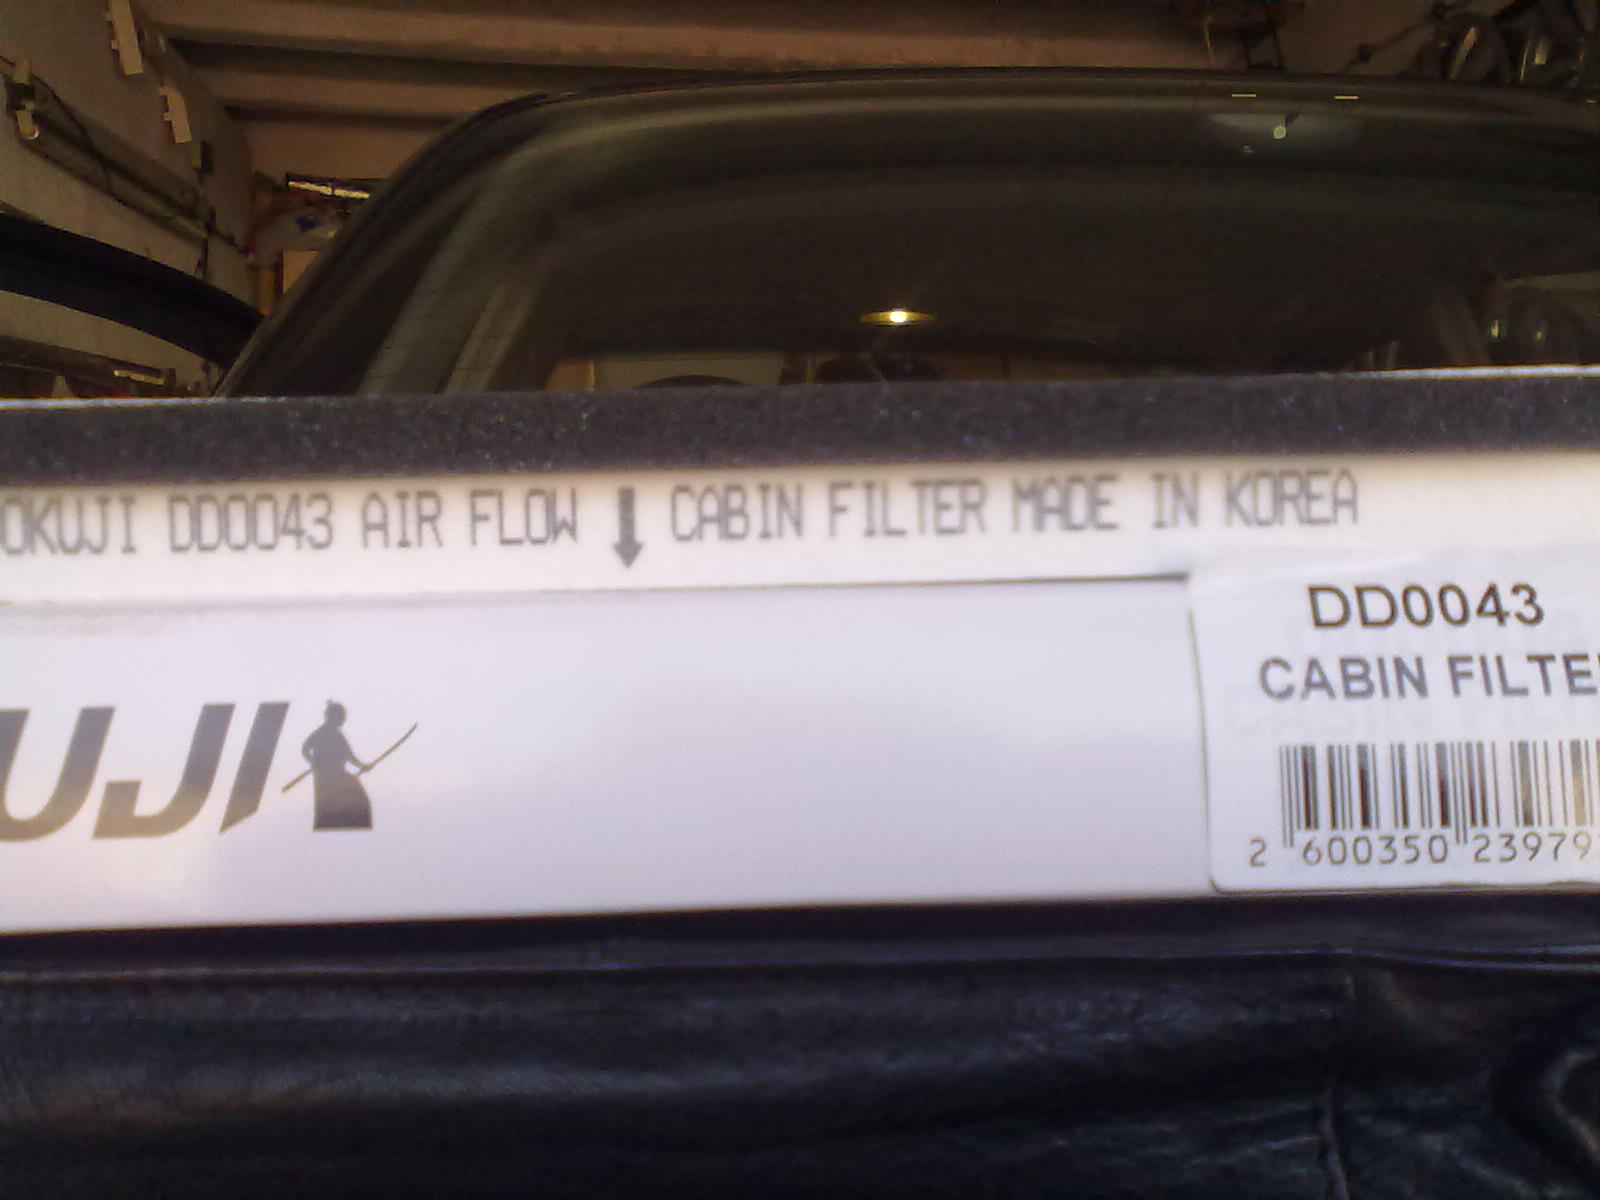 OKUJI DD0043 AIR FLOW ↓ CABIN FILTER MADE IN KOREA
DD0043
CABIN FILTE
UJI
2 600350 23979